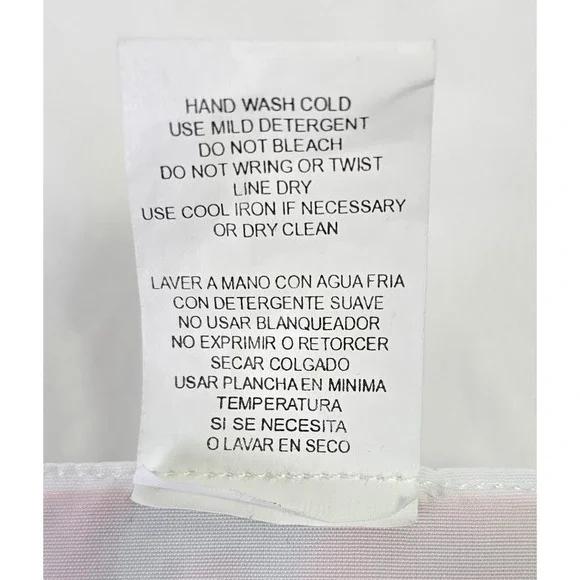 HAND WASH COLD
USE MILD DETERGENT
DO NOT BLEACH
DO NOT WRING OR TWIST
LINE DRY
USE COOL IRON IF NECESSARY
OR DRY CLEAN
LAVER A MANO CON AGUA FRIA
CON DETERGENTE SUAVE
NO USAR BLANQUEADOR
NO EXPRIMIR O RETORCER
SECAR COLGADO
USAR PLANCHA EN MINIMA
TEMPERATURA
SI SE NECESITA
O LAVAR EN SECO